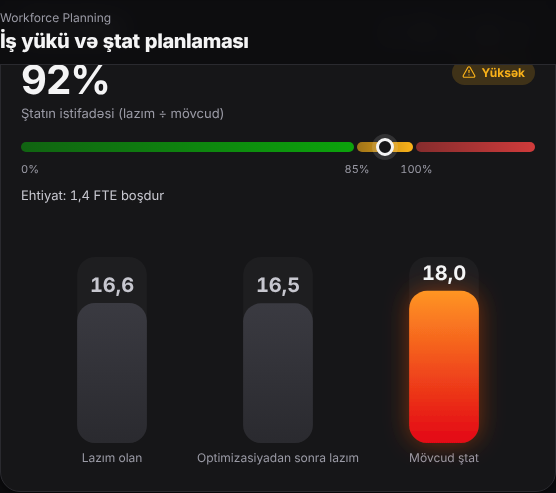 Workforce Planning
İş yükü və ştat planlaması
92%
Yüksək
Ştatın istifadəsi (lazım ÷ mövcud)
0%
85%
100%
Ehtiyat: 1,4 FTE boşdur
16,6
16,5
18,0
Lazım olan
Optimizasiyadan sonra lazım
Mövcud ştat